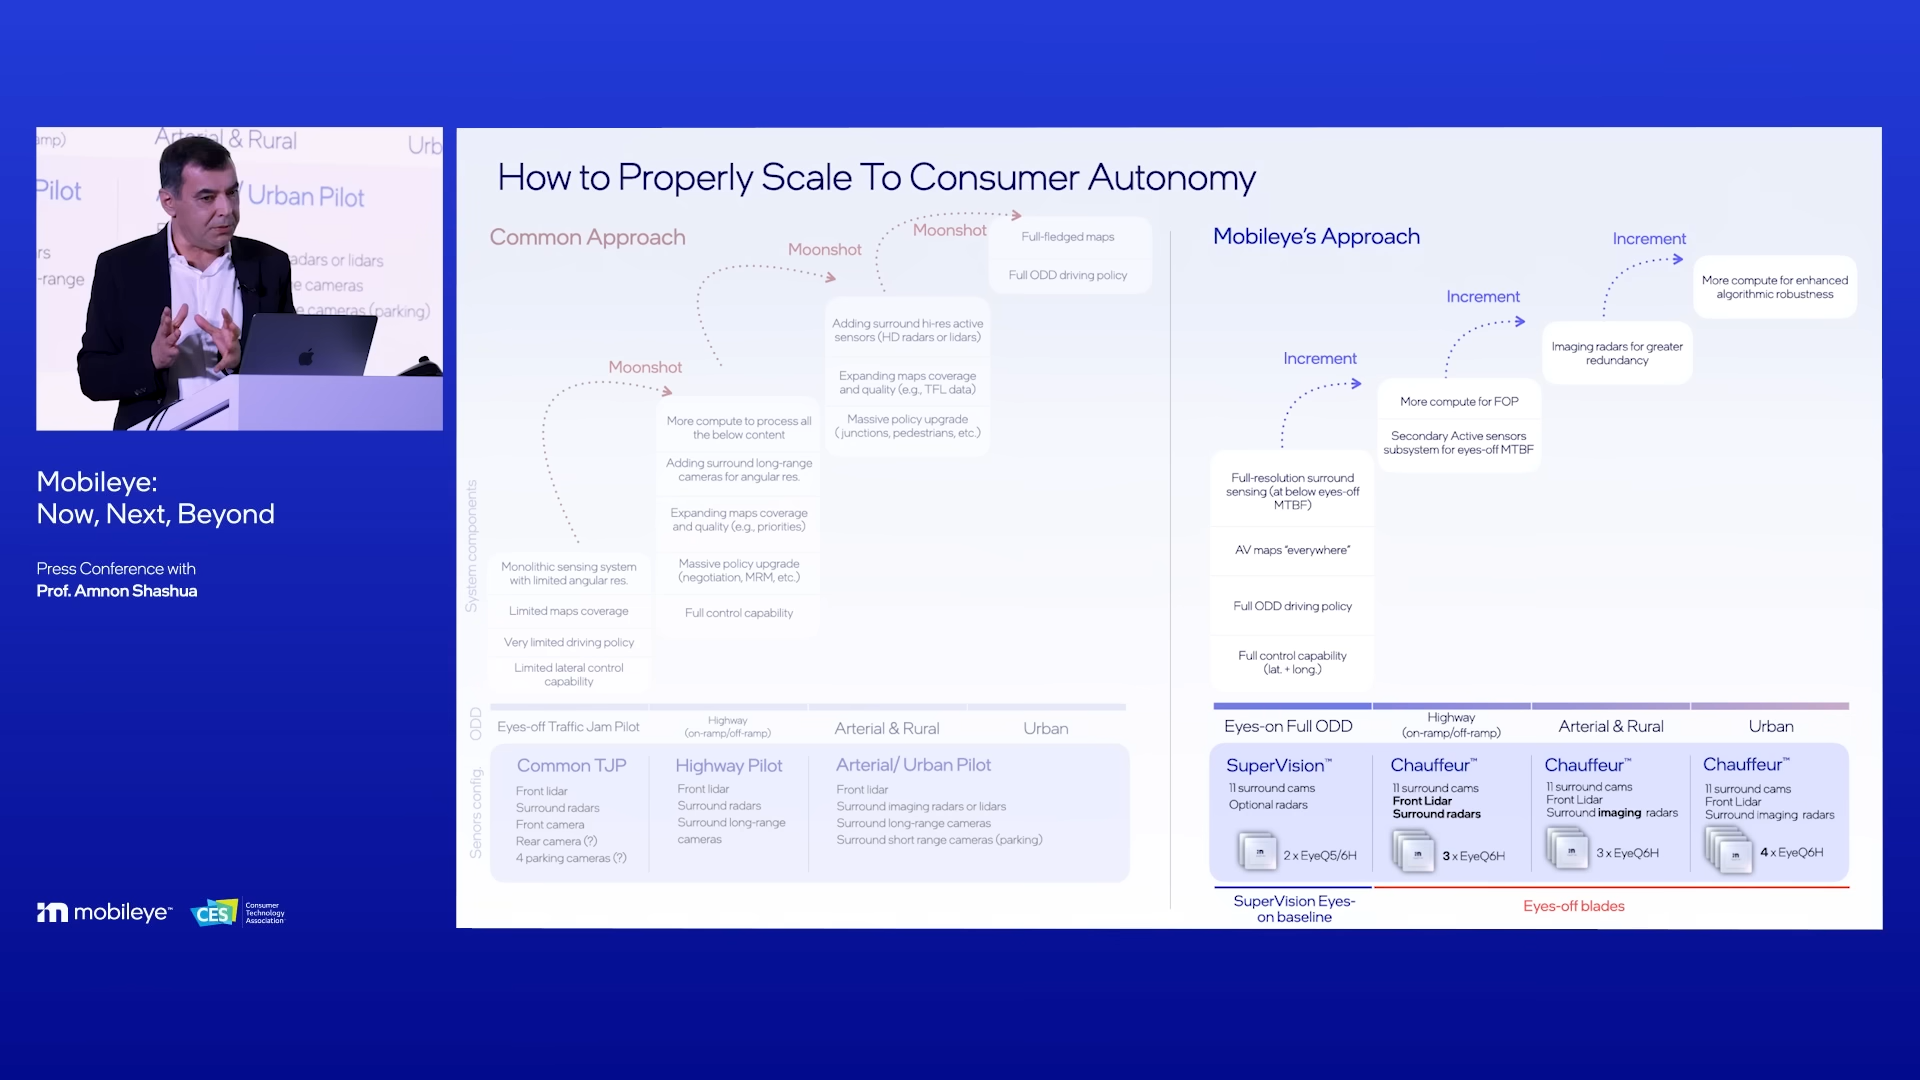 amp)
Arterial & Rural
Urb
Pilot
/ Urban Pilot
rs
adars or lidars
-range
e cameras
e cameras (parking)
Mobileye:
Now, Next, Beyond
Press Conference with
Prof. Amnon Shashua
mobileye™
CES
Consumer
Technology
Association
How to Properly Scale To Consumer Autonomy
Common Approach
Moonshot
Moonshot
Moonshot
Full-fledged maps
Full ODD driving policy
Adding surround hi-res active
sensors (HD radars or lidars)
Expanding maps coverage
and quality (e.g., TFL data)
Massive policy upgrade
(junctions, pedestrians, etc.)
More compute to process all
the below content
Adding surround long-range
cameras for angular res.
Expanding maps coverage
and quality (e.g., priorities)
Massive policy upgrade
(negotiation, MRM, etc.)
Full control capability
Monolithic sensing system
with limited angular res.
Limited maps coverage
Very limited driving policy
Limited lateral control
capability
System components
ODD
Eyes-off Traffic Jam Pilot
Highway
(on-ramp/off-ramp)
Arterial & Rural
Urban
Senors config.
Common TJP
Front lidar
Surround radars
Front camera
Rear camera (?)
4 parking cameras (?)
Highway Pilot
Front lidar
Surround radars
Surround long-range
cameras
Arterial/ Urban Pilot
Front lidar
Surround imaging radars or lidars
Surround long-range cameras
Surround short range cameras (parking)
Mobileye's Approach
Increment
Increment
Increment
More compute for enhanced
algorithmic robustness
Imaging radars for greater
redundancy
More compute for FOP
Secondary Active sensors
subsystem for eyes-off MTBF
Full-resolution surround
sensing (at below eyes-off
MTBF)
AV maps "everywhere"
Full ODD driving policy
Full control capability
(lat. + long.)
Eyes-on Full ODD
Highway
(on-ramp/off-ramp)
Arterial & Rural
Urban
SuperVision™
11 surround cams
Optional radars
2 x EyeQ5/6H
Chauffeur™
11 surround cams
Front Lidar
Surround radars
3 x EyeQ6H
Chauffeur™
11 surround cams
Front Lidar
Surround imaging radars
3 x EyeQ6H
Chauffeur™
11 surround cams
Front Lidar
Surround imaging radars
4 x EyeQ6H
SuperVision Eyes-
on baseline
Eyes-off blades